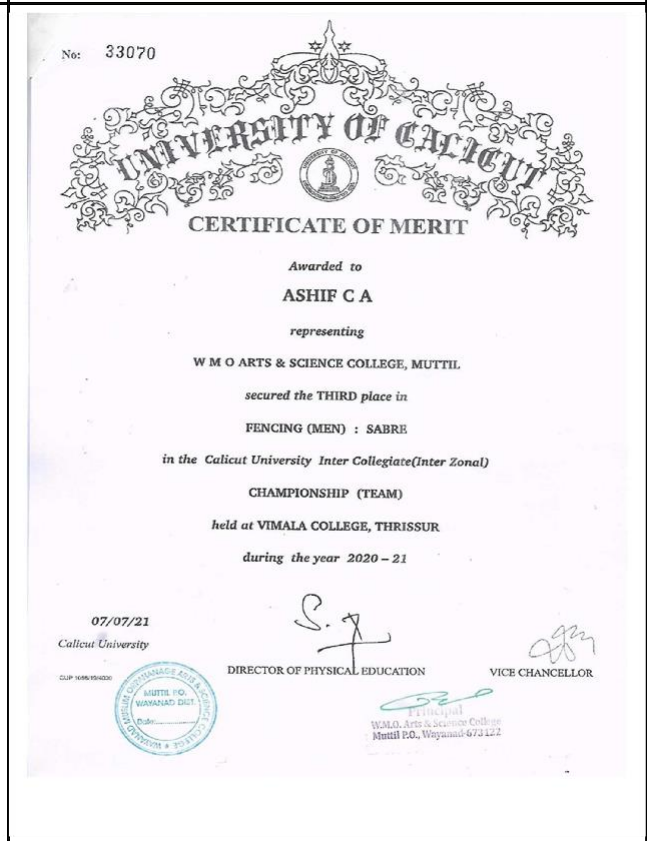 No: 33070
UNIVERSITY OF CALICUT
CERTIFICATE OF MERIT
Awarded to
ASHIF C A
representing
W M O ARTS & SCIENCE COLLEGE, MUTTIL
secured the THIRD place in
FENCING (MEN) : SABRE
in the Calicut University Inter Collegiate(Inter Zonal)
CHAMPIONSHIP (TEAM)
held at VIMALA COLLEGE, THRISSUR
during the year 2020 – 21
07/07/21
Calicut University
DIRECTOR OF PHYSICAL EDUCATION
VICE CHANCELLOR
MUTTIL P.O.
WAYANAD DIST.
Date:
Principal
W.M.O. Arts & Science College
Muttil P.O., Wayanad-673122